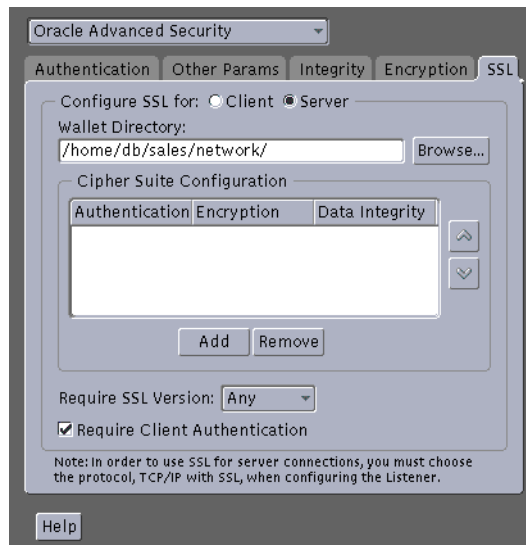 Oracle Advanced Security
Authentication Other Params Integrity Encryption SSL
Configure SSL for: Client Server
Wallet Directory:
/home/db/sales/network/ Browse...
Cipher Suite Configuration
Authentication Encryption Data Integrity
Add Remove
Require SSL Version: Any
Require Client Authentication
Note: In order to use SSL for server connections, you must choose
the protocol, TCP/IP with SSL, when configuring the Listener.
Help